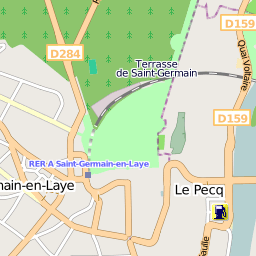 D159
Quai Voltaire
D284
Terrasse
de Saint-Germain
D159
RER A Saint-Germain-en-Laye
main-en-Laye
Le Pecq